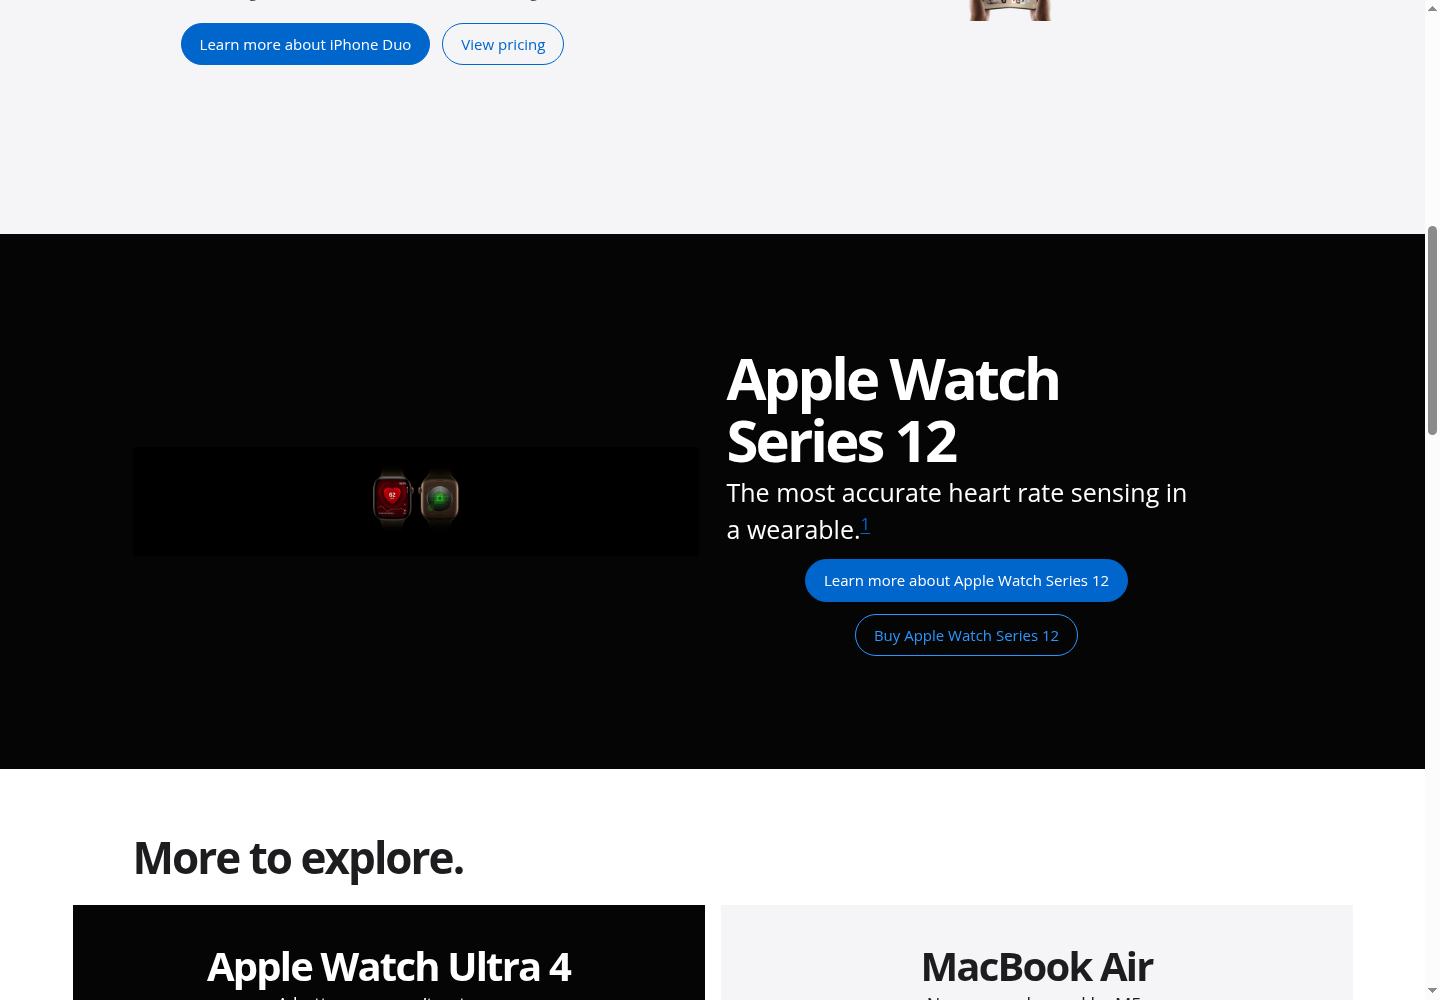 Learn more about iPhone Duo
View pricing
Apple Watch
Series 12
The most accurate heart rate sensing in
a wearable.1
Learn more about Apple Watch Series 12
Buy Apple Watch Series 12
62
More to explore.
Apple Watch Ultra 4
MacBook Air